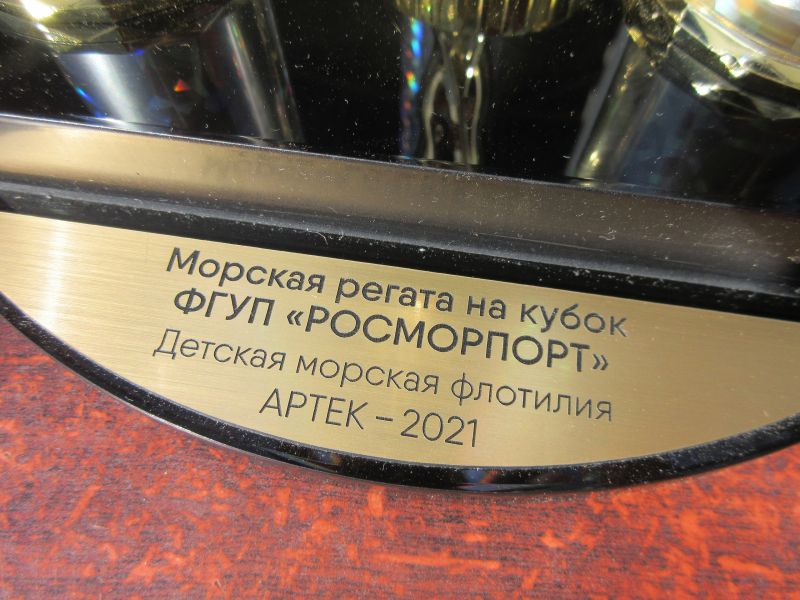 Морская регата на кубок
ФГУП «РОСМОРПОРТ»
Детская морская флотилия
АРТЕК – 2021